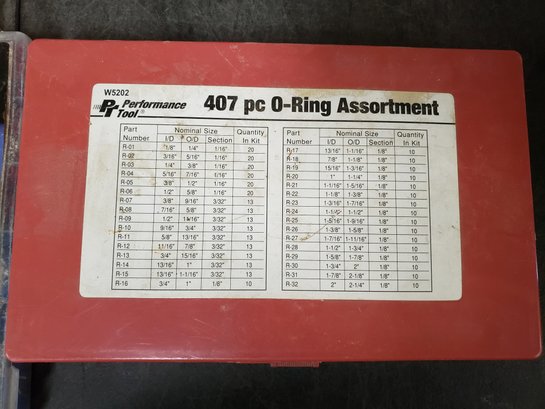 W5202
PT Performance Tool® 407 pc O-Ring Assortment
Part Number Nominal Size I/D O/D Section Quantity In Kit
R-01 1/8" 1/4" 1/16" 20
R-02 3/16" 5/16" 1/16" 20
R-03 1/4" 3/8" 1/16" 20
R-04 5/16" 7/16" 1/16" 20
R-05 3/8" 1/2" 1/16" 20
R-06 1/2" 5/8" 1/16" 20
R-07 3/8" 9/16" 3/32" 13
R-08 7/16" 5/8" 3/32" 13
R-09 1/2" 11/16" 3/32" 13
R-10 9/16" 3/4" 3/32" 13
R-11 5/8" 13/16" 3/32" 13
R-12 11/16" 7/8" 3/32" 13
R-13 3/4" 15/16" 3/32" 13
R-14 13/16" 1" 3/32" 13
R-15 13/16" 1-1/16" 3/32" 13
R-16 3/4" 1" 1/8" 10
Part Number Nominal Size I/D O/D Section Quantity In Kit
R-17 13/16" 1-1/16" 1/8" 10
R-18 7/8" 1-1/8" 1/8" 10
R-19 15/16" 1-3/16" 1/8" 10
R-20 1" 1-1/4" 1/8" 10
R-21 1-1/16" 1-5/16" 1/8" 10
R-22 1-1/8" 1-3/8" 1/8" 10
R-23 1-3/16" 1-7/16" 1/8" 10
R-24 1-1/4" 1-1/2" 1/8" 10
R-25 1-5/16" 1-9/16" 1/8" 10
R-26 1-3/8" 1-5/8" 1/8" 10
R-27 1-7/16" 1-11/16" 1/8" 10
R-28 1-1/2" 1-3/4" 1/8" 10
R-29 1-5/8" 1-7/8" 1/8" 10
R-30 1-3/4" 2" 1/8" 10
R-31 1-7/8" 2-1/8" 1/8" 10
R-32 2" 2-1/4" 1/8" 10